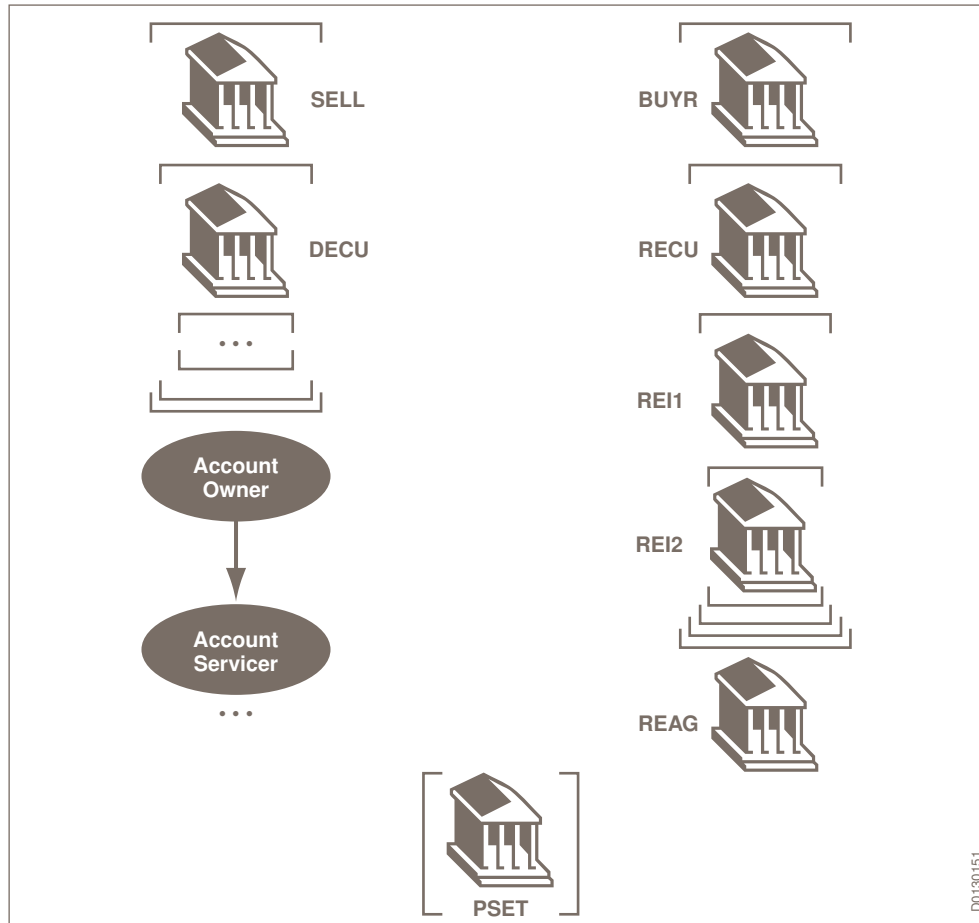 SELL
DECU
...
Account
Owner
Account
Servicer
...
BUYR
RECU
REI1
REI2
REAG
PSET
D0130151